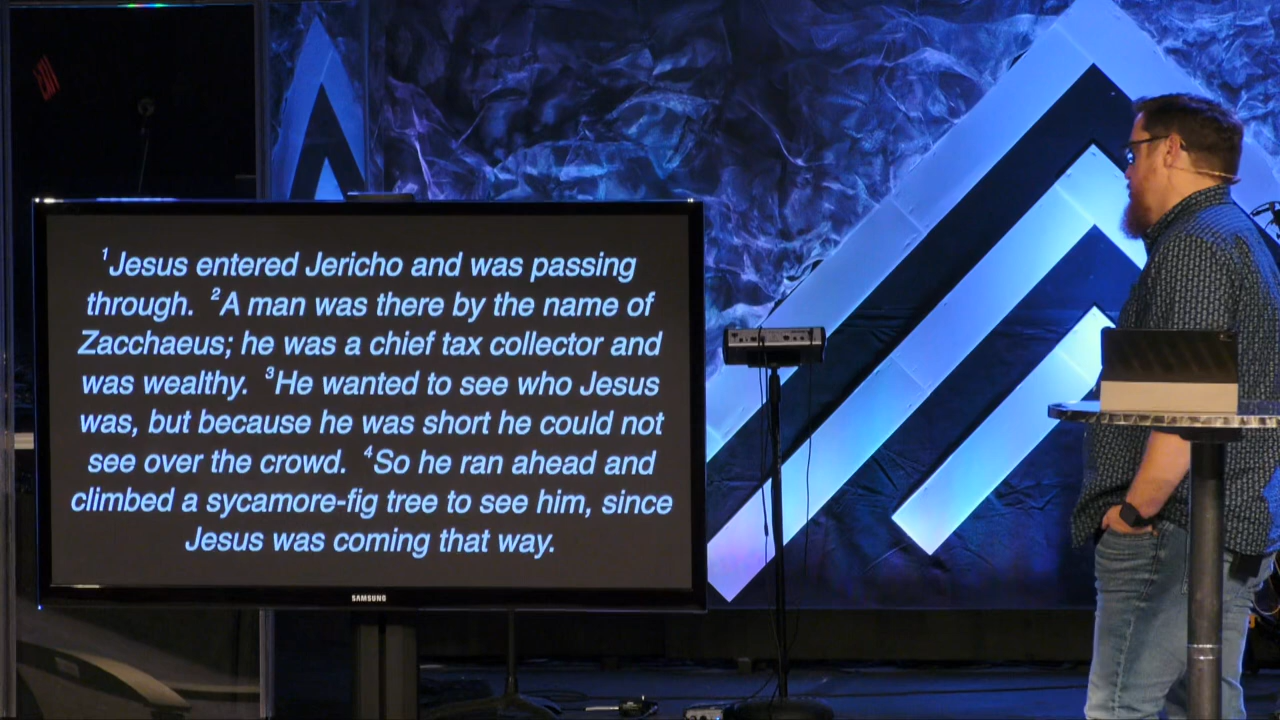 ¹Jesus entered Jericho and was passing
through. ²A man was there by the name of
Zacchaeus; he was a chief tax collector and
was wealthy. ³He wanted to see who Jesus
was, but because he was short he could not
see over the crowd. ⁴So he ran ahead and
climbed a sycamore-fig tree to see him, since
Jesus was coming that way.
SAMSUNG